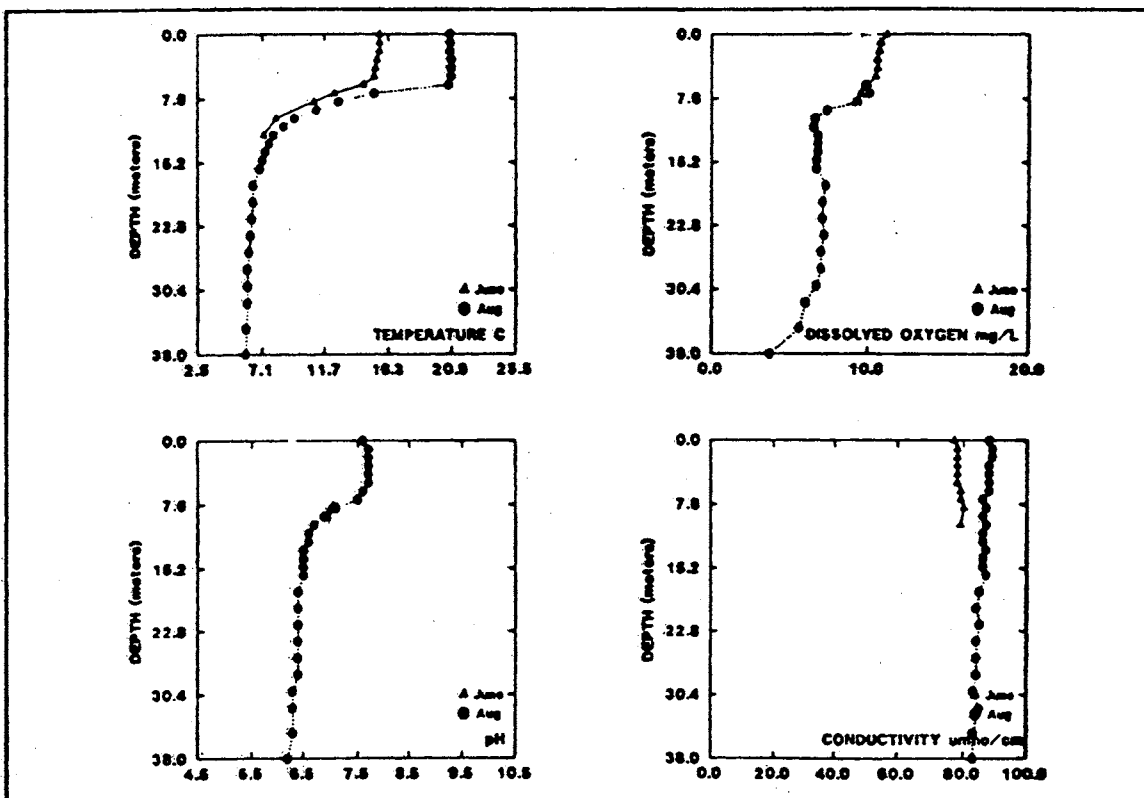 0.0
7.6
15.2
22.8
30.4
38.0
DEPTH (meters)
June
Aug
TEMPERATURE C
2.5 7.1 11.7 16.3 20.9 25.5
0.0
7.6
15.2
22.8
30.4
38.0
DEPTH (meters)
June
Aug
DISSOLVED OXYGEN mg/L
0.0 10.0 20.0
0.0
7.6
15.2
22.8
30.4
38.0
DEPTH (meters)
June
Aug
pH
4.5 5.5 6.5 7.5 8.5 9.5 10.5
0.0
7.6
15.2
22.8
30.4
38.0
DEPTH (meters)
June
Aug
CONDUCTIVITY umho/cm
0.0 20.0 40.0 60.0 80.0 100.0